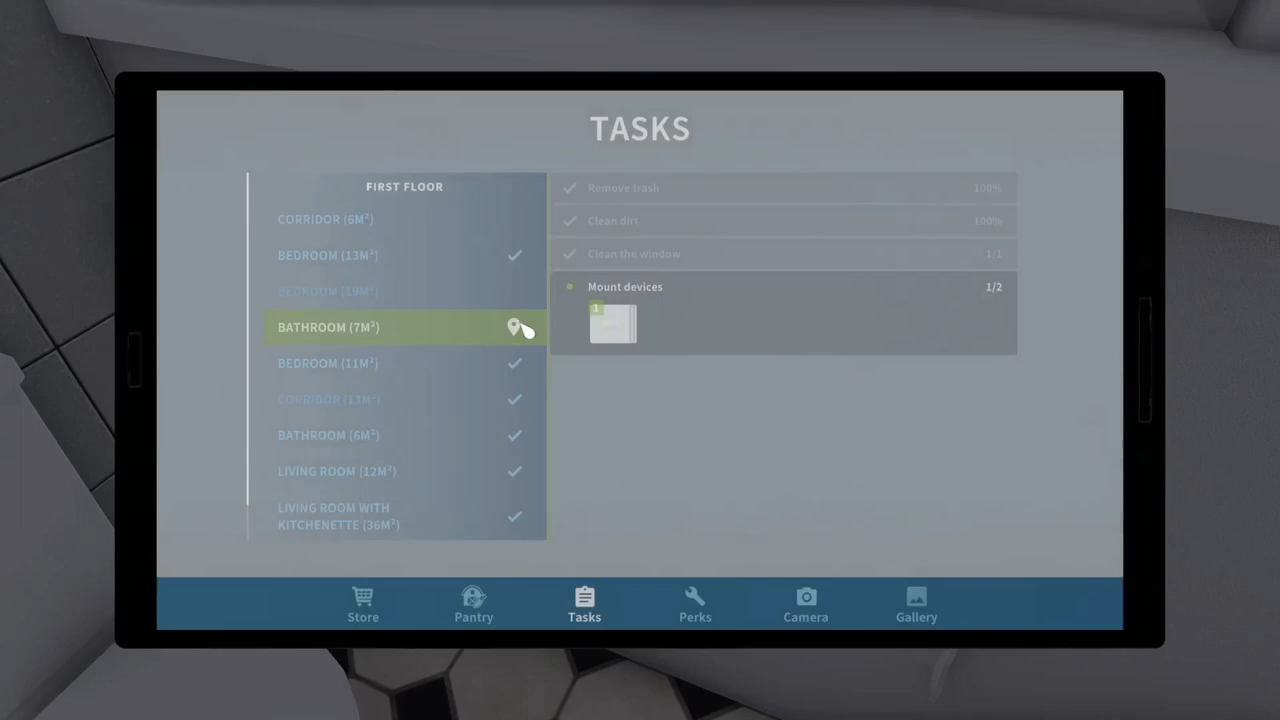 TASKS
FIRST FLOOR
CORRIDOR (6M²)
BEDROOM (13M²)
BEDROOM (19M²)
BATHROOM (7M²)
BEDROOM (11M²)
CORRIDOR (13M²)
BATHROOM (6M²)
LIVING ROOM (12M²)
LIVING ROOM WITH
KITCHENETTE (36M²)
Remove trash 100%
Clean dirt 100%
Clean the window 1/1
Mount devices 1/2
1
Store
Pantry
Tasks
Perks
Camera
Gallery